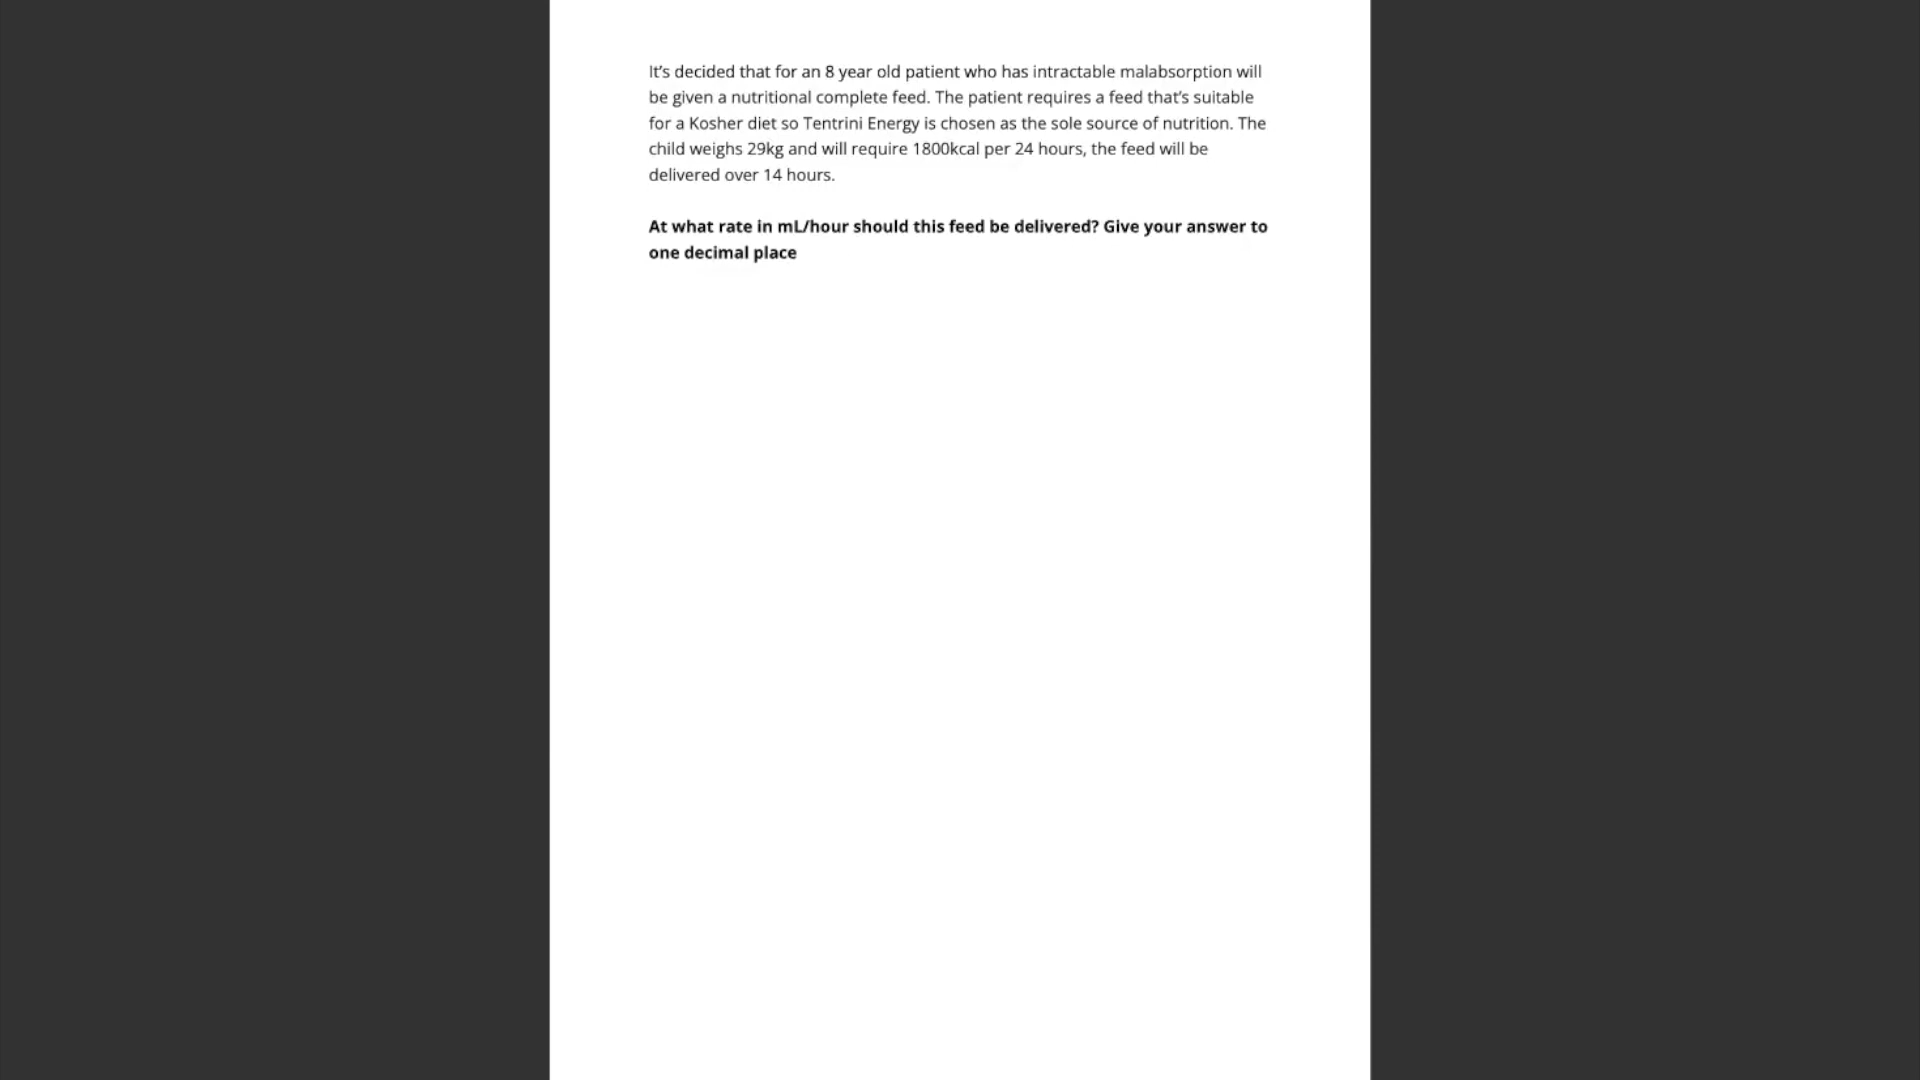 It’s decided that for an 8 year old patient who has intractable malabsorption will
be given a nutritional complete feed. The patient requires a feed that’s suitable
for a Kosher diet so Tentrini Energy is chosen as the sole source of nutrition. The
child weighs 29kg and will require 1800kcal per 24 hours, the feed will be
delivered over 14 hours.
At what rate in mL/hour should this feed be delivered? Give your answer to
one decimal place